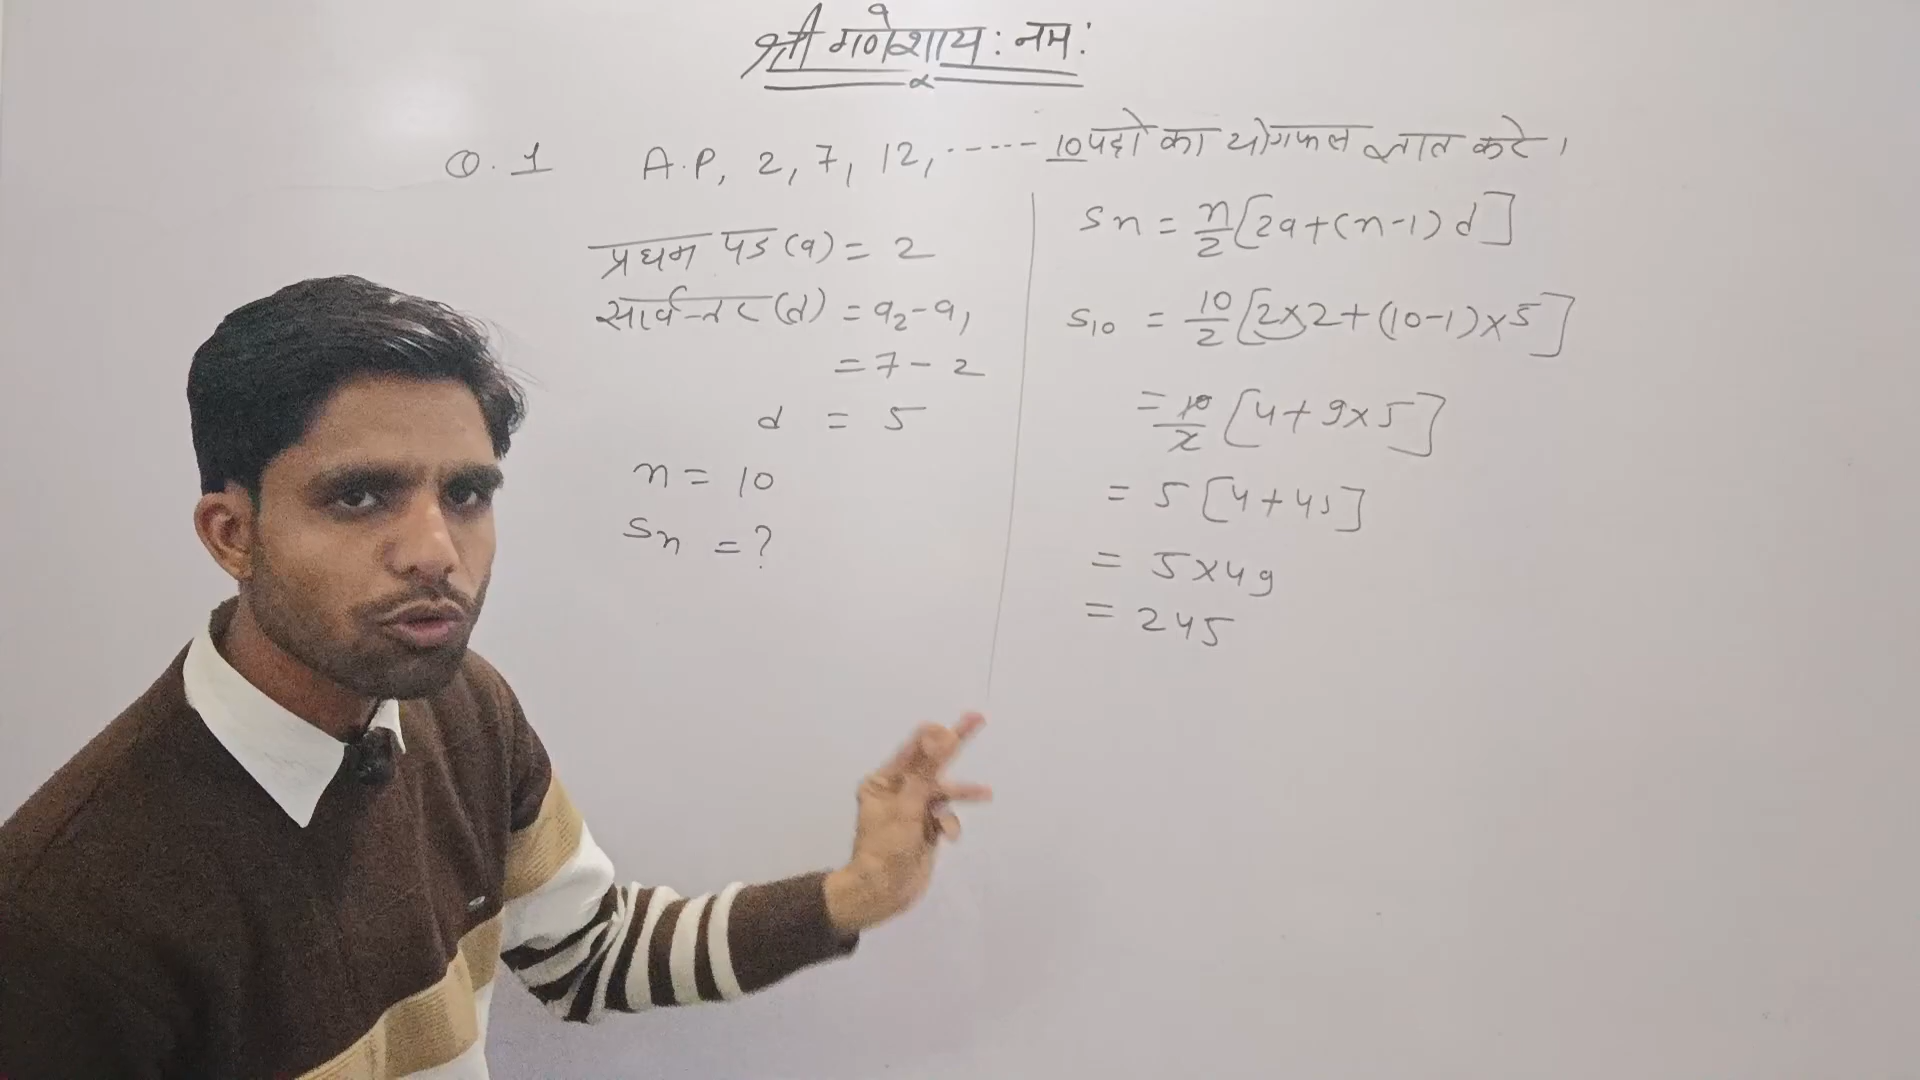 श्री गणेशाय: नम:
Q. 1 A.P, 2, 7, 12, ------ 10 पदो का योगफल ज्ञात करे।
प्रथम पद (a) = 2
सार्वन्तर (d) = a₂-a₁
= 7 - 2
d = 5
n = 10
Sn = ?
Sn = n/2 [2a+(n-1) d]
S₁₀ = 10/2 [2×2+(10-1)×5]
= 10/2 [4+9×5]
= 5 [4+45]
= 5×49
= 245